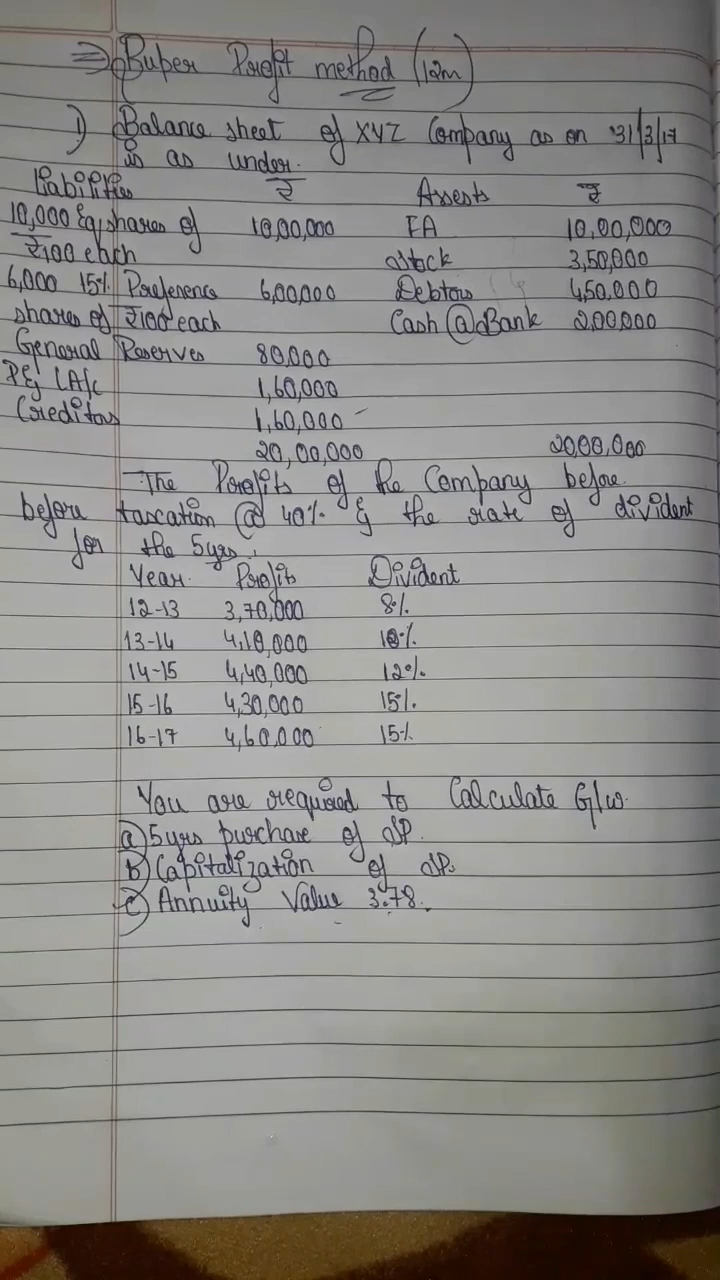 ⇒ Super Profit method (12m)
1) Balance sheet of XYZ Company as on 31/3/17
is as under.
Liabilities ₹ Assests ₹
10,000 Eq shares of 10,00,000 FA 10,00,000
₹100 each Stock 3,50,000
6,000 15% Preference 6,00,000 Debtors 4,50,000
shares of ₹100 each Cash @ Bank 2,00,000
General Reserves 80,000
P&L A/c 1,60,000
Creditors 1,60,000
20,00,000 20,00,000
The Profits of the Company before
before taxation @ 40% & the rate of divident
for the 5yrs.
Year. Profits Divident
12-13 3,70,000 8%
13-14 4,10,000 10%
14-15 4,40,000 12%
15-16 4,30,000 15%
16-17 4,60,000 15%
You are required to Calculate G/w.
a) 5yrs purchase of SP.
b) Capitalization of SP.
c) Annuity Value 3.78.